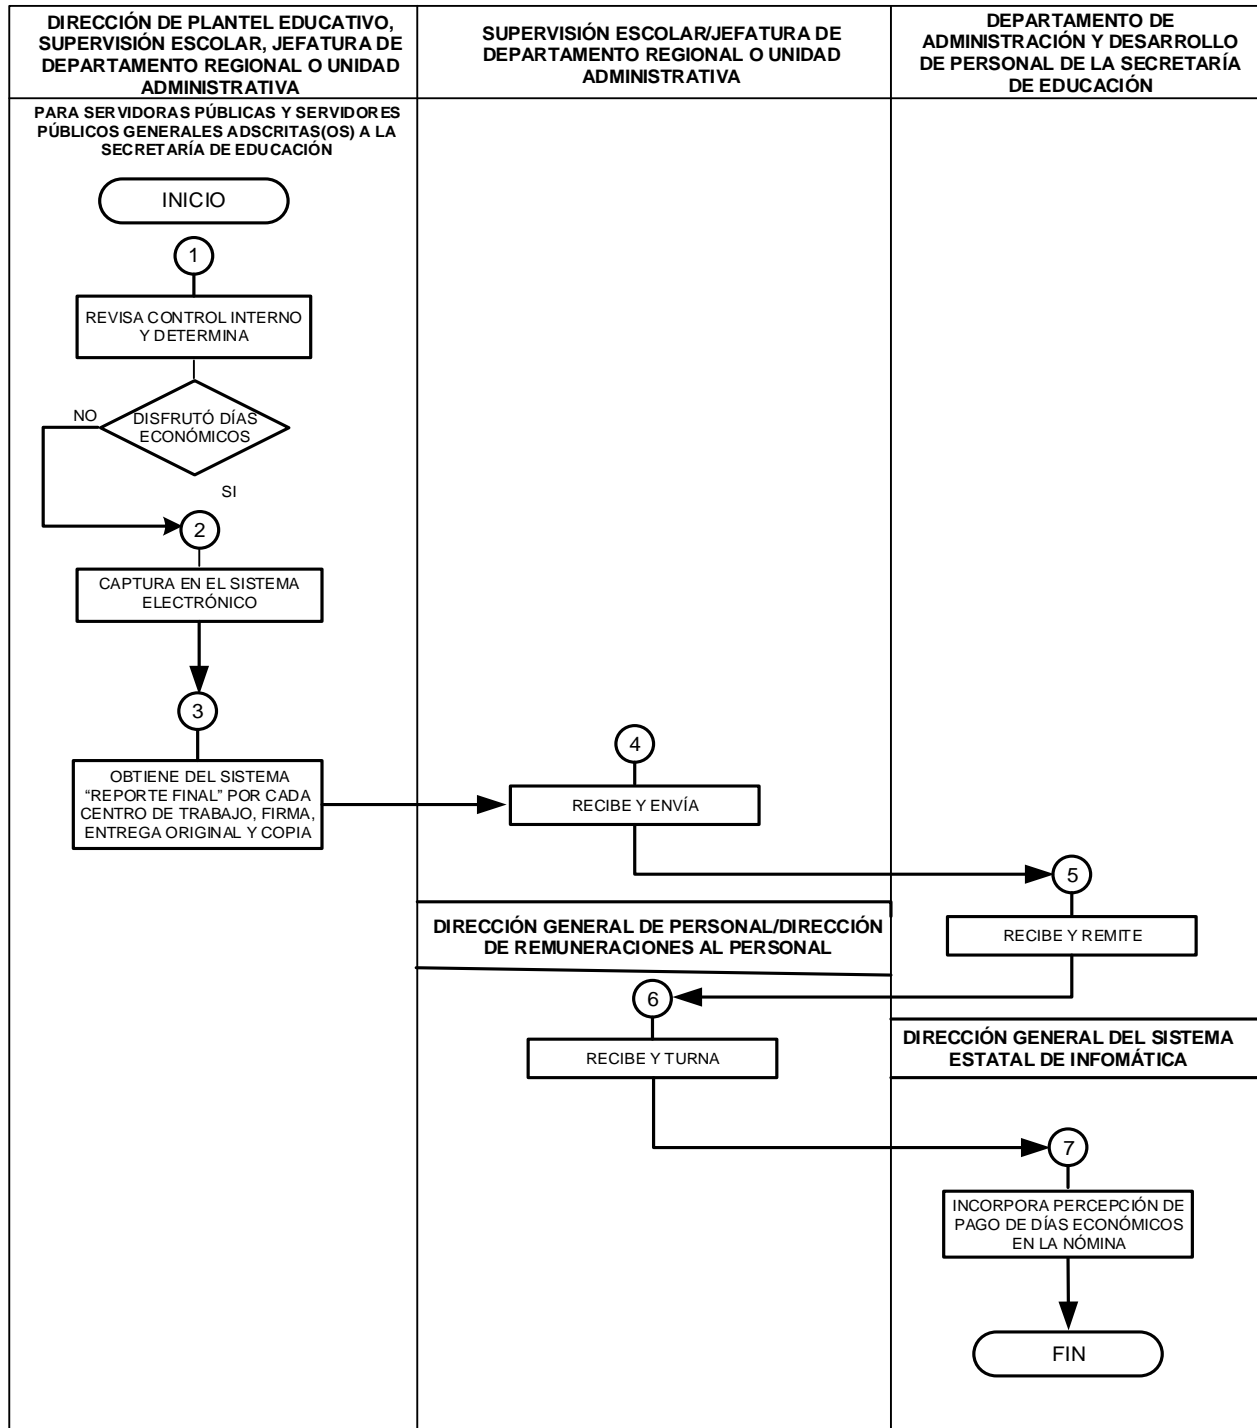 DIRECCIÓN DE PLANTEL EDUCATIVO,
SUPERVISIÓN ESCOLAR, JEFATURA DE
DEPARTAMENTO REGIONAL O UNIDAD
ADMINISTRATIVA
SUPERVISIÓN ESCOLAR/JEFATURA DE
DEPARTAMENTO REGIONAL O UNIDAD
ADMINISTRATIVA
DEPARTAMENTO DE
ADMINISTRACIÓN Y DESARROLLO
DE PERSONAL DE LA SECRETARÍA
DE EDUCACIÓN
PARA SERVIDORAS PÚBLICAS Y SERVIDORES
PÚBLICOS GENERALES ADSCRITAS(OS) A LA
SECRETARÍA DE EDUCACIÓN
INICIO
1
REVISA CONTROL INTERNO
Y DETERMINA
NO
DISFRUTÓ DÍAS
ECONÓMICOS
SI
2
CAPTURA EN EL SISTEMA
ELECTRÓNICO
3
OBTIENE DEL SISTEMA
“REPORTE FINAL” POR CADA
CENTRO DE TRABAJO, FIRMA,
ENTREGA ORIGINAL Y COPIA
4
RECIBE Y ENVÍA
5
RECIBE Y REMITE
DIRECCIÓN GENERAL DE PERSONAL/DIRECCIÓN
DE REMUNERACIONES AL PERSONAL
6
RECIBE Y TURNA
DIRECCIÓN GENERAL DEL SISTEMA
ESTATAL DE INFOMÁTICA
7
INCORPORA PERCEPCIÓN DE
PAGO DE DÍAS ECONÓMICOS
EN LA NÓMINA
FIN